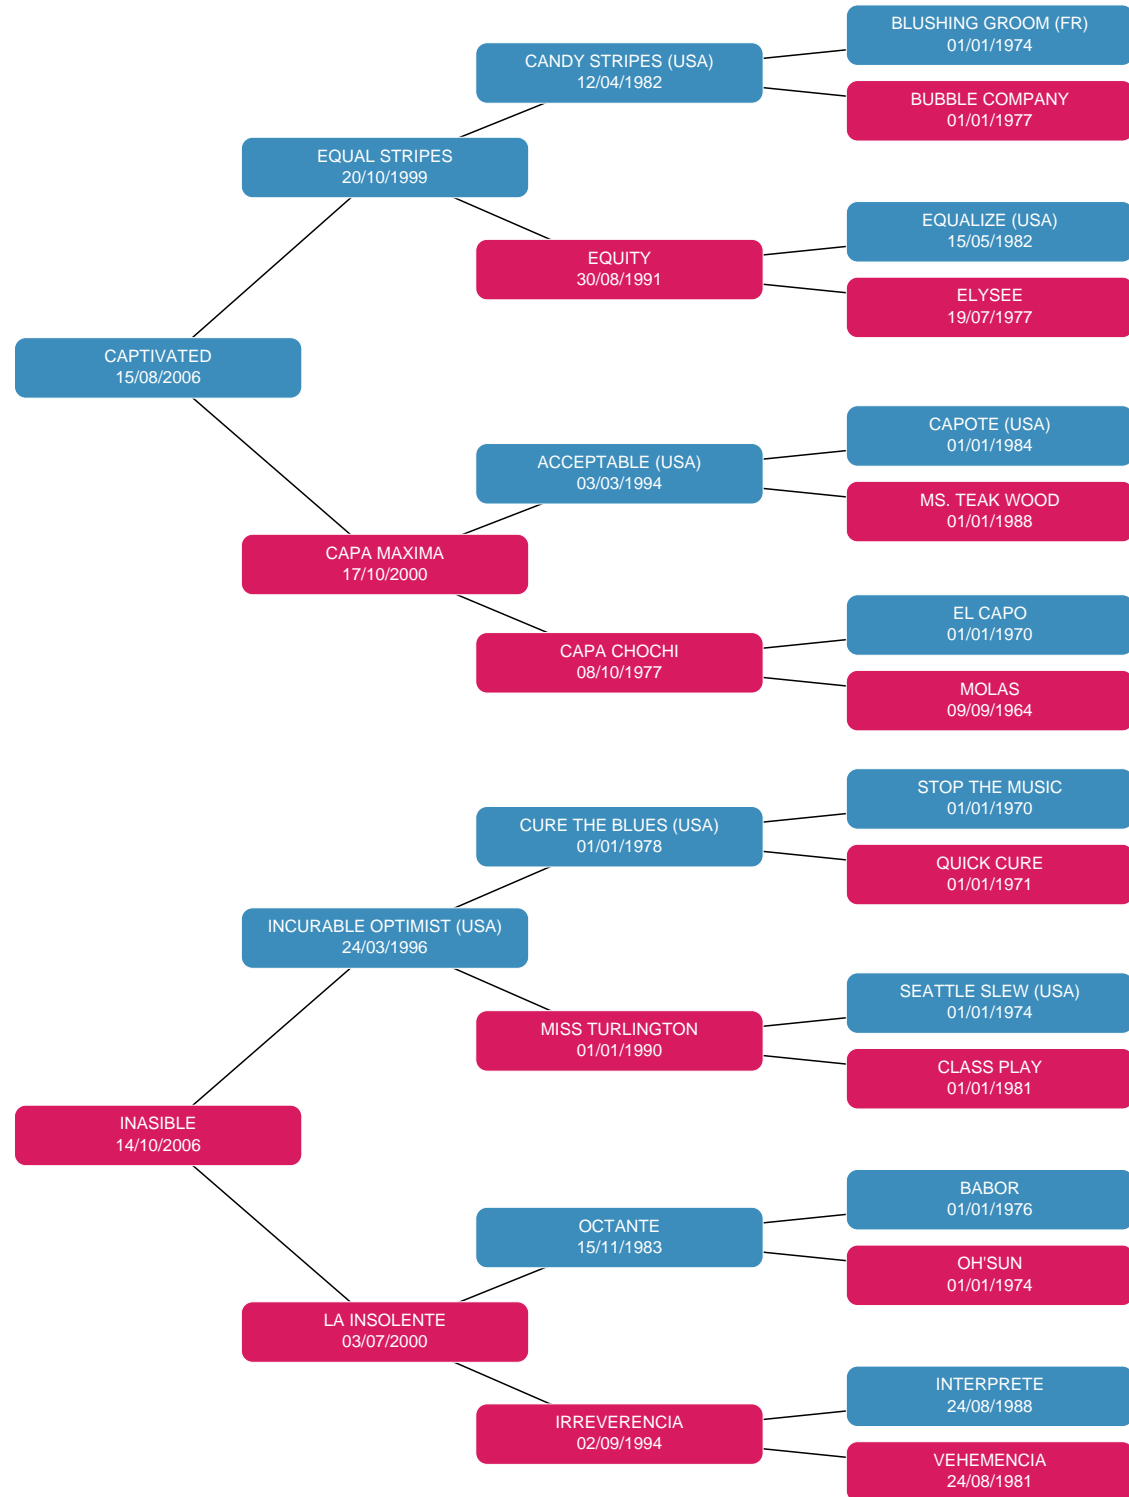 BLUSHING GROOM (FR)
01/01/1974
CANDY STRIPES (USA)
12/04/1982
BUBBLE COMPANY
01/01/1977
EQUAL STRIPES
20/10/1999
EQUALIZE (USA)
15/05/1982
EQUITY
30/08/1991
ELYSEE
19/07/1977
CAPTIVATED
15/08/2006
CAPOTE (USA)
01/01/1984
ACCEPTABLE (USA)
03/03/1994
MS. TEAK WOOD
01/01/1988
CAPA MAXIMA
17/10/2000
EL CAPO
01/01/1970
CAPA CHOCHI
08/10/1977
MOLAS
09/09/1964
STOP THE MUSIC
01/01/1970
CURE THE BLUES (USA)
01/01/1978
QUICK CURE
01/01/1971
INCURABLE OPTIMIST (USA)
24/03/1996
SEATTLE SLEW (USA)
01/01/1974
MISS TURLINGTON
01/01/1990
CLASS PLAY
01/01/1981
INASIBLE
14/10/2006
BABOR
01/01/1976
OCTANTE
15/11/1983
OH'SUN
01/01/1974
LA INSOLENTE
03/07/2000
INTERPRETE
24/08/1988
IRREVERENCIA
02/09/1994
VEHEMENCIA
24/08/1981